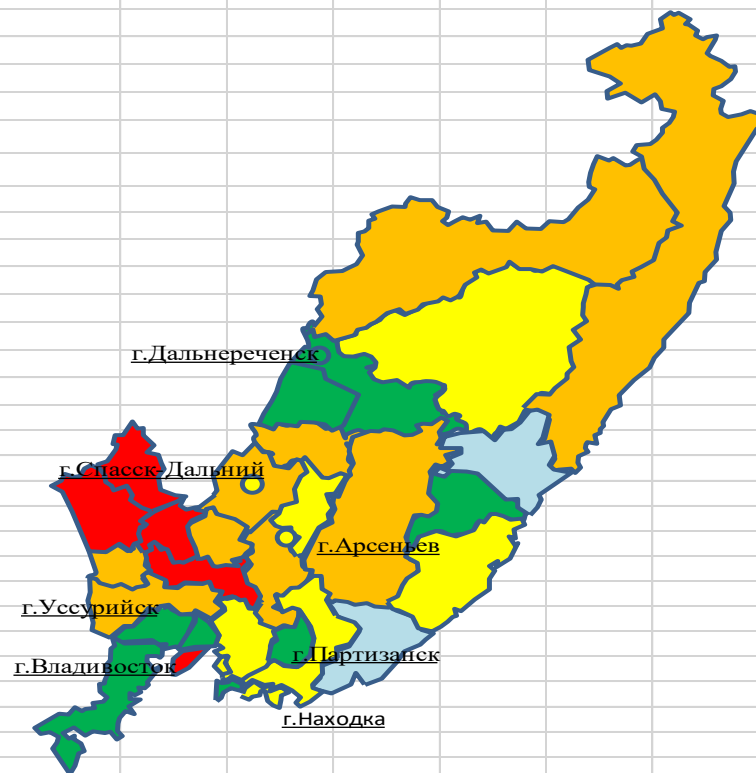 г.Дальнереченск
г.Спасск-Дальний
г.Арсеньев
г.Уссурийск
г.Партизанск
г.Владивосток
г.Находка